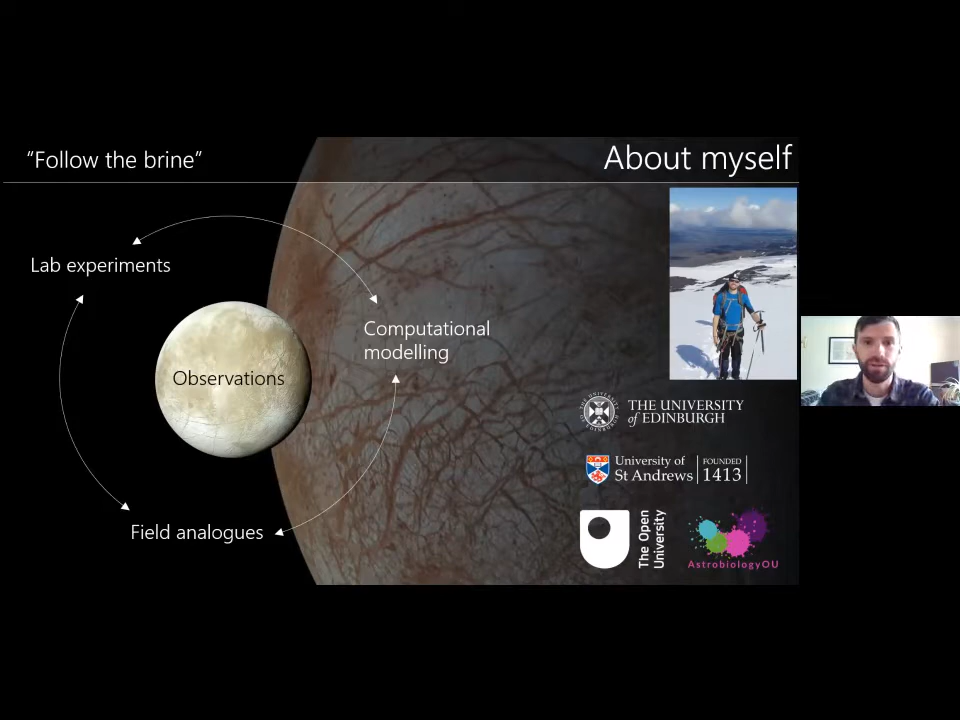 “Follow the brine”
About myself
Lab experiments
Computational
modelling
Observations
Field analogues
THE UNIVERSITY
of EDINBURGH
University of
St Andrews
FOUNDED
1413
The Open
University
AstrobiologyOU